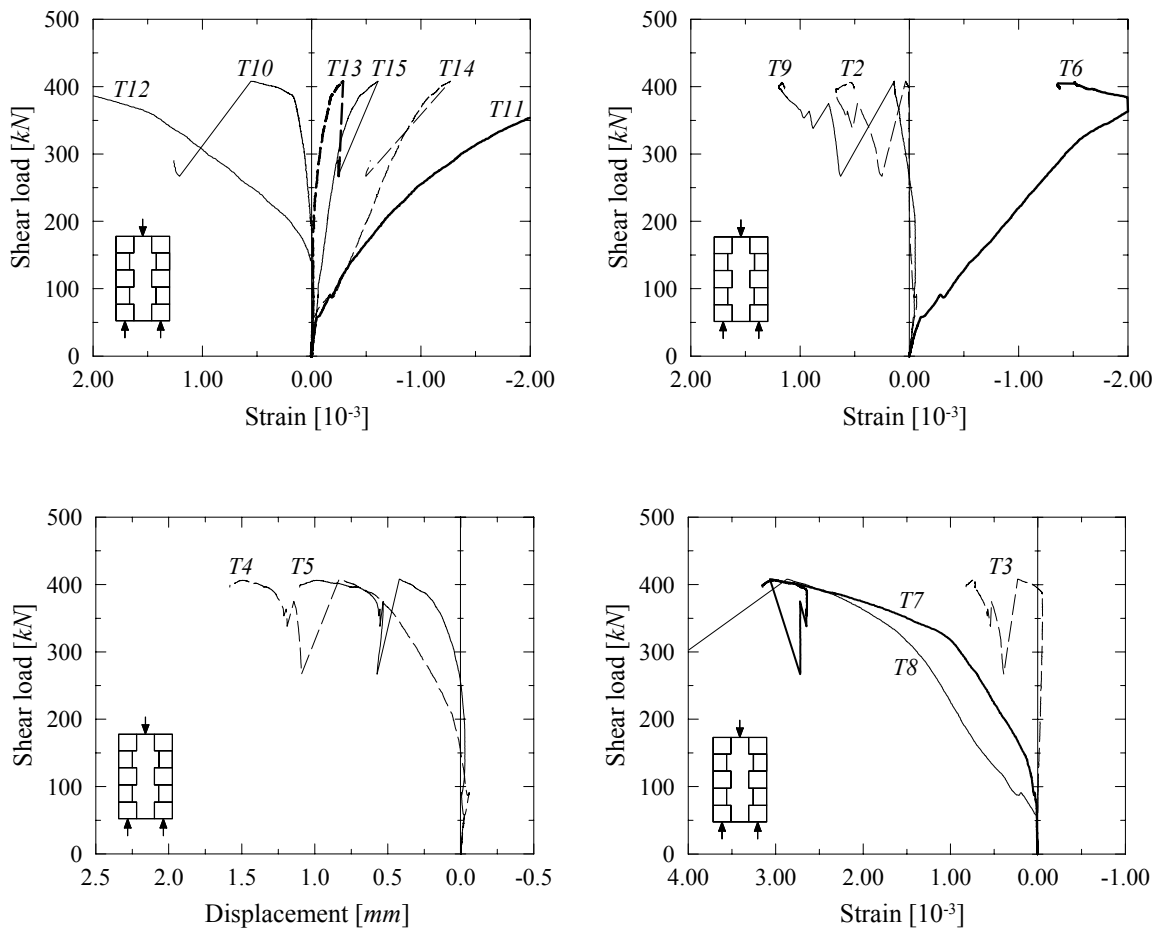 500
400
300
200
100
0
Shear load [kN]
T12
T10
T13
T15
T14
T11
2.00
1.00
0.00
-1.00
-2.00
Strain [10⁻³]
500
400
300
200
100
0
Shear load [kN]
T9
T2
T6
2.00
1.00
0.00
-1.00
-2.00
Strain [10⁻³]
500
400
300
200
100
0
Shear load [kN]
T4
T5
2.5
2.0
1.5
1.0
0.5
0.0
-0.5
Displacement [mm]
500
400
300
200
100
0
Shear load [kN]
T3
T7
T8
4.00
3.00
2.00
1.00
0.00
-1.00
Strain [10⁻³]